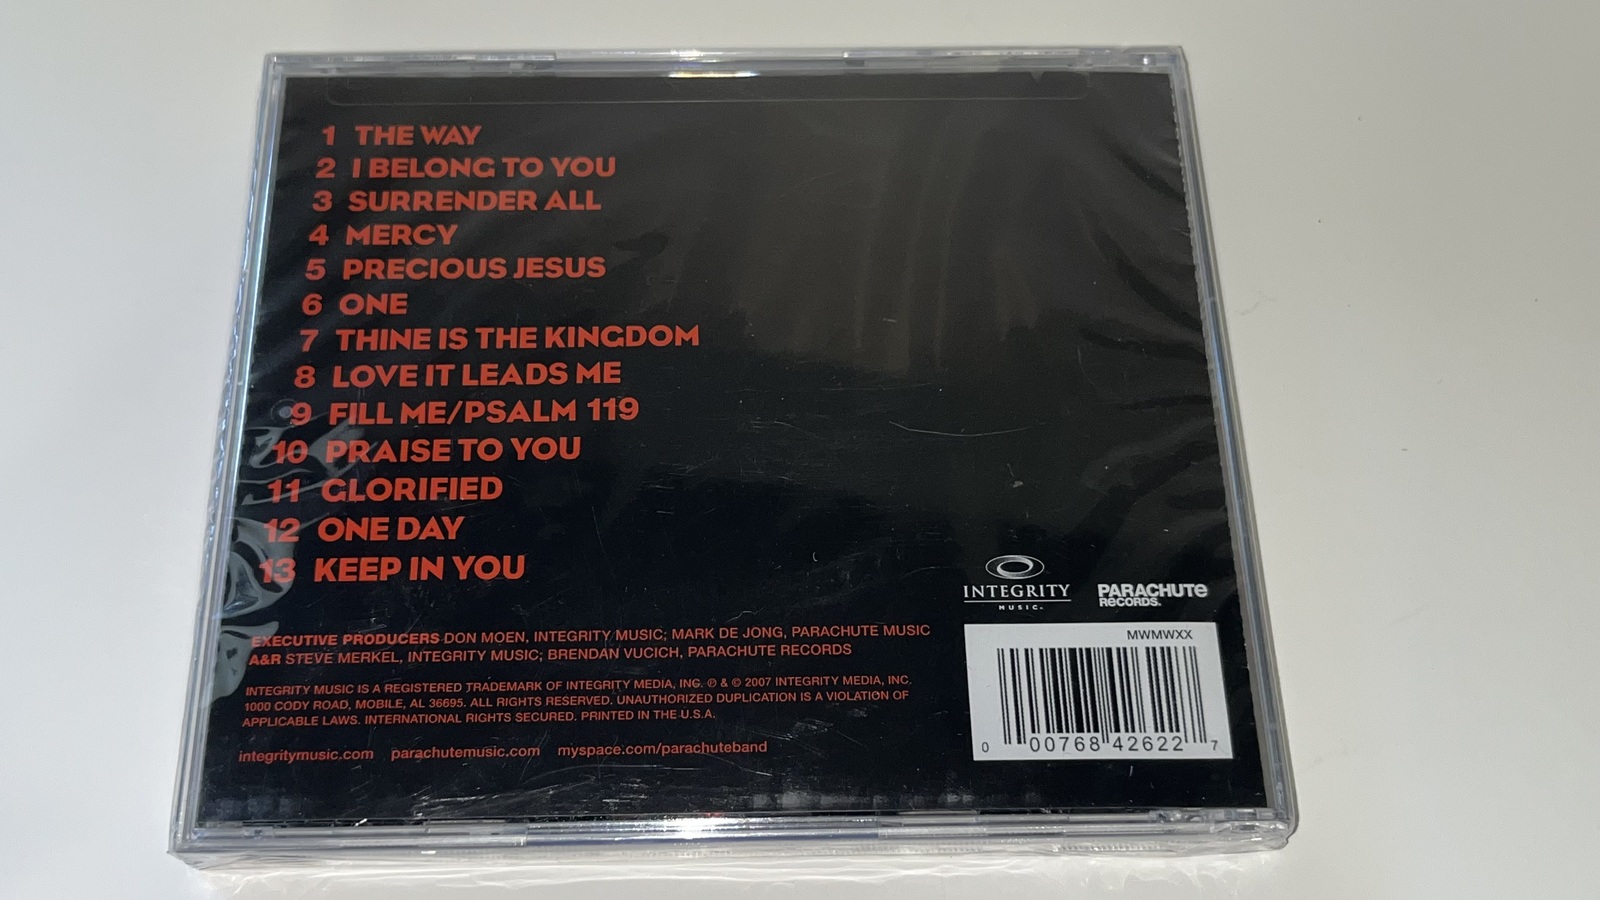 1 THE WAY
2 I BELONG TO YOU
3 SURRENDER ALL
4 MERCY
5 PRECIOUS JESUS
6 ONE
7 THINE IS THE KINGDOM
8 LOVE IT LEADS ME
9 FILL ME/PSALM 119
10 PRAISE TO YOU
11 GLORIFIED
12 ONE DAY
13 KEEP IN YOU
INTEGRITY
MUSIC
PARACHUTE
RECORDS.
EXECUTIVE PRODUCERS DON MOEN, INTEGRITY MUSIC; MARK DE JONG, PARACHUTE MUSIC
A&R STEVE MERKEL, INTEGRITY MUSIC; BRENDAN VUCICH, PARACHUTE RECORDS
INTEGRITY MUSIC IS A REGISTERED TRADEMARK OF INTEGRITY MEDIA, INC. ℗ & © 2007 INTEGRITY MEDIA, INC.
1000 CODY ROAD, MOBILE, AL 36695. ALL RIGHTS RESERVED. UNAUTHORIZED DUPLICATION IS A VIOLATION OF
APPLICABLE LAWS. INTERNATIONAL RIGHTS SECURED. PRINTED IN THE U.S.A.
integritymusic.com parachutemusic.com myspace.com/parachuteband
MWMWXX
0 00768 42622 7